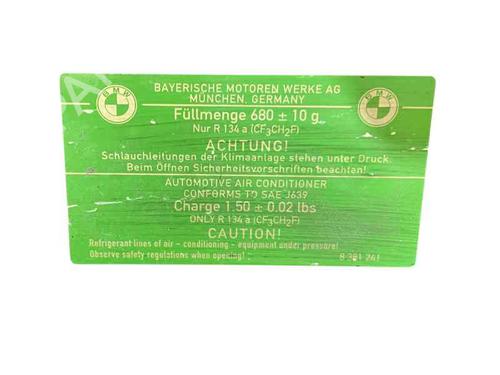 BMW
BMW
BAYERISCHE MOTOREN WERKE AG
MÜNCHEN, GERMANY
Füllmenge 680 ± 10 g
Nur R 134 a (CF3CH2F)
ACHTUNG!
Schlauchleitungen der Klimaanlage stehen unter Druck.
Beim Öffnen Sicherheitsvorschriften beachten!
AUTOMOTIVE AIR CONDITIONER
CONFORMS TO SAE J639
Charge 1.50 ± 0.02 lbs
ONLY R 134 a (CF3CH2F)
CAUTION!
Refrigerant lines of air - conditioning - equipment under pressure!
Observe safety regulations when opening!
8 381 261